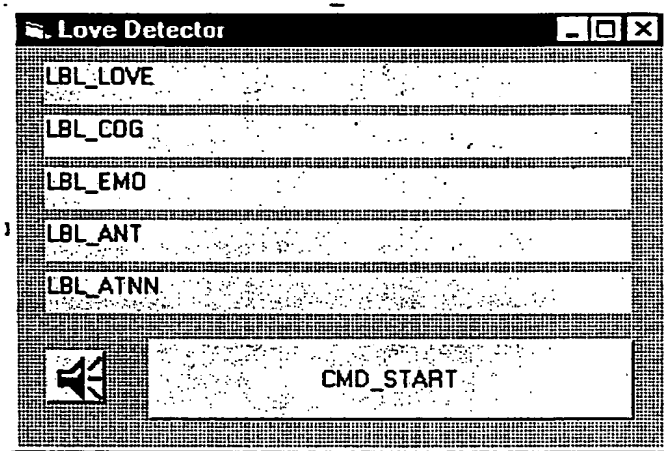 Love Detector
LBL_LOVE
LBL_COG
LBL_EMO
LBL_ANT
LBL_ATNN
CMD_START